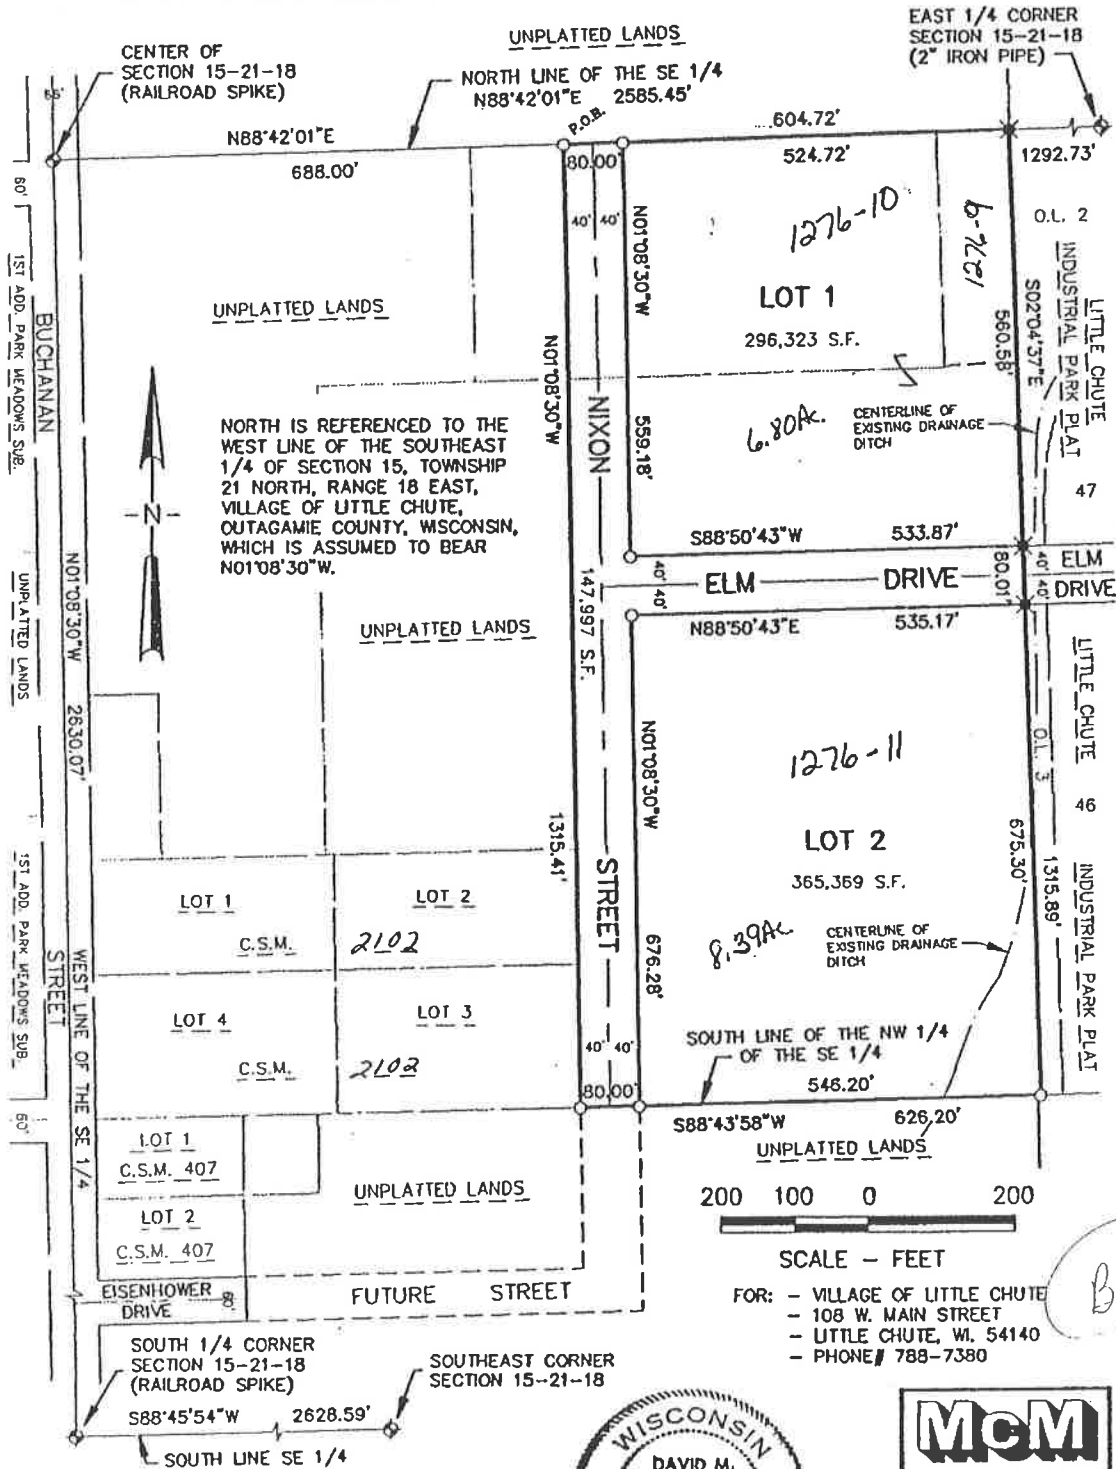 EAST 1/4 CORNER
SECTION 15-21-18
(2" IRON PIPE)
UNPLATTED LANDS
CENTER OF
SECTION 15-21-18
(RAILROAD SPIKE)
NORTH LINE OF THE SE 1/4
N88°42'01"E 2585.45'
P.O.B.
604.72'
N88°42'01"E
688.00'
80.00'
524.72'
1292.73'
40' 40'
60'
1ST ADD. PARK MEADOWS SUB.
BUCHANAN
UNPLATTED LANDS
N01°08'30"W
N01°08'30"W
1276-10
LOT 1
296,323 S.F.
1276-9
O.L. 2
LITTLE CHUTE
INDUSTRIAL PARK PLAT
S02°04'37"E
560.58'
NIXON
559.18'
6.80Ac.
CENTERLINE OF
EXISTING DRAINAGE
DITCH
47
NORTH IS REFERENCED TO THE
WEST LINE OF THE SOUTHEAST
1/4 OF SECTION 15, TOWNSHIP
21 NORTH, RANGE 18 EAST,
VILLAGE OF LITTLE CHUTE,
OUTAGAMIE COUNTY, WISCONSIN,
WHICH IS ASSUMED TO BEAR
N01°08'30"W.
N
S88°50'43"W 533.87'
40' 40'
ELM DRIVE
80.01'
40' 40'
ELM
DRIVE
N88°50'43"E 535.17'
147,997 S.F.
UNPLATTED LANDS
UNPLATTED LANDS
N01°08'30"W 2630.07'
N01°08'30"W
1276-11
LOT 2
365,369 S.F.
8.39Ac
CENTERLINE OF
EXISTING DRAINAGE
DITCH
O.L. 3
LITTLE CHUTE
46
INDUSTRIAL PARK PLAT
675.30'
1315.89'
1315.41'
STREET
676.28'
1ST ADD. PARK MEADOWS SUB.
STREET
WEST LINE OF THE SE 1/4
LOT 1
LOT 2
C.S.M. 2102
LOT 4
LOT 3
C.S.M. 2102
40' 40'
80.00'
SOUTH LINE OF THE NW 1/4
OF THE SE 1/4
546.20'
S88°43'58"W 626.20'
UNPLATTED LANDS
60'
LOT 1
C.S.M. 407
LOT 2
C.S.M. 407
UNPLATTED LANDS
200 100 0 200
SCALE - FEET
EISENHOWER
DRIVE
60
FUTURE STREET
FOR: - VILLAGE OF LITTLE CHUTE
- 108 W. MAIN STREET
- LITTLE CHUTE, WI. 54140
- PHONE# 788-7380
B
SOUTH 1/4 CORNER
SECTION 15-21-18
(RAILROAD SPIKE)
SOUTHEAST CORNER
SECTION 15-21-18
S88°45'54"W 2628.59'
SOUTH LINE SE 1/4
WISCONSIN
DAVID M.
McM